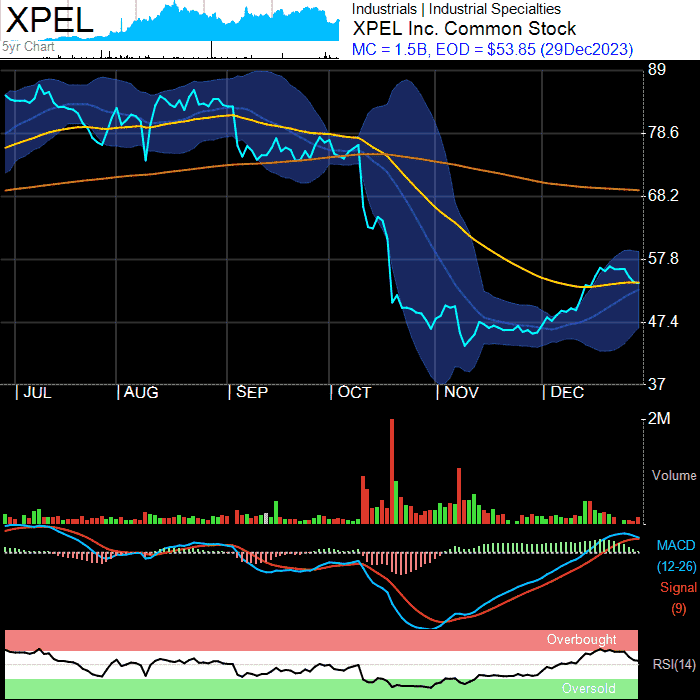 XPEL
5yr Chart
Industrials | Industrial Specialties
XPEL Inc. Common Stock
MC = 1.5B, EOD = $53.85 (29Dec2023)
89
78.6
68.2
57.8
47.4
37
JUL AUG SEP OCT NOV DEC
2M
Volume
MACD
(12-26)
Signal
(9)
Overbought
RSI(14)
Oversold